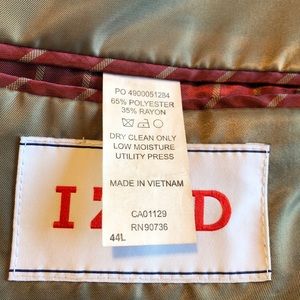 PO 4900051284
65% POLYESTER
35% RAYON
DRY CLEAN ONLY
LOW MOISTURE
UTILITY PRESS
MADE IN VIETNAM
I D
CA01129
RN90736
44L